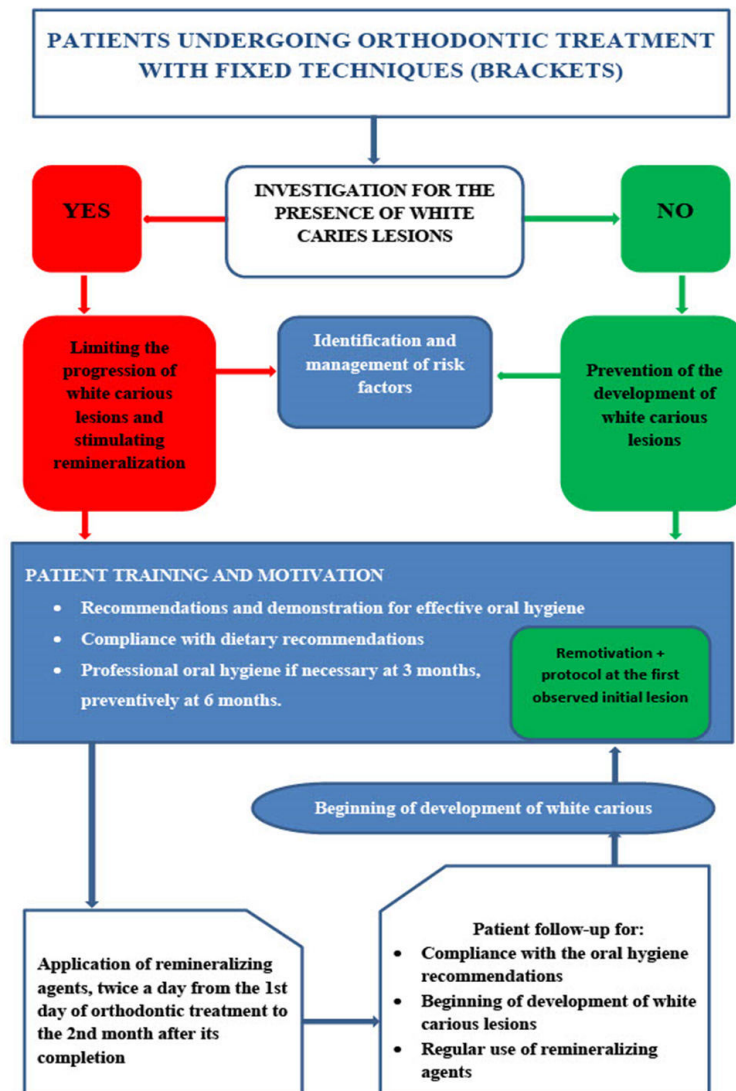 PATIENTS UNDERGOING ORTHODONTIC TREATMENT
WITH FIXED TECHNIQUES (BRACKETS)
YES
INVESTIGATION FOR THE
PRESENCE OF WHITE
CARIES LESIONS
NO
Limiting the
progression of
white carious
lesions and
stimulating
remineralization
Identification and
management of risk
factors
Prevention of the
development of
white carious
lesions
PATIENT TRAINING AND MOTIVATION
• Recommendations and demonstration for effective oral hygiene
• Compliance with dietary recommendations
• Professional oral hygiene if necessary at 3 months,
preventively at 6 months.
Remotivation +
protocol at the first
observed initial lesion
Beginning of development of white carious
Application of remineralizing
agents, twice a day from the 1st
day of orthodontic treatment to
the 2nd month after its
completion
Patient follow-up for:
• Compliance with the oral hygiene
recommendations
• Beginning of development of white
carious lesions
• Regular use of remineralizing
agents